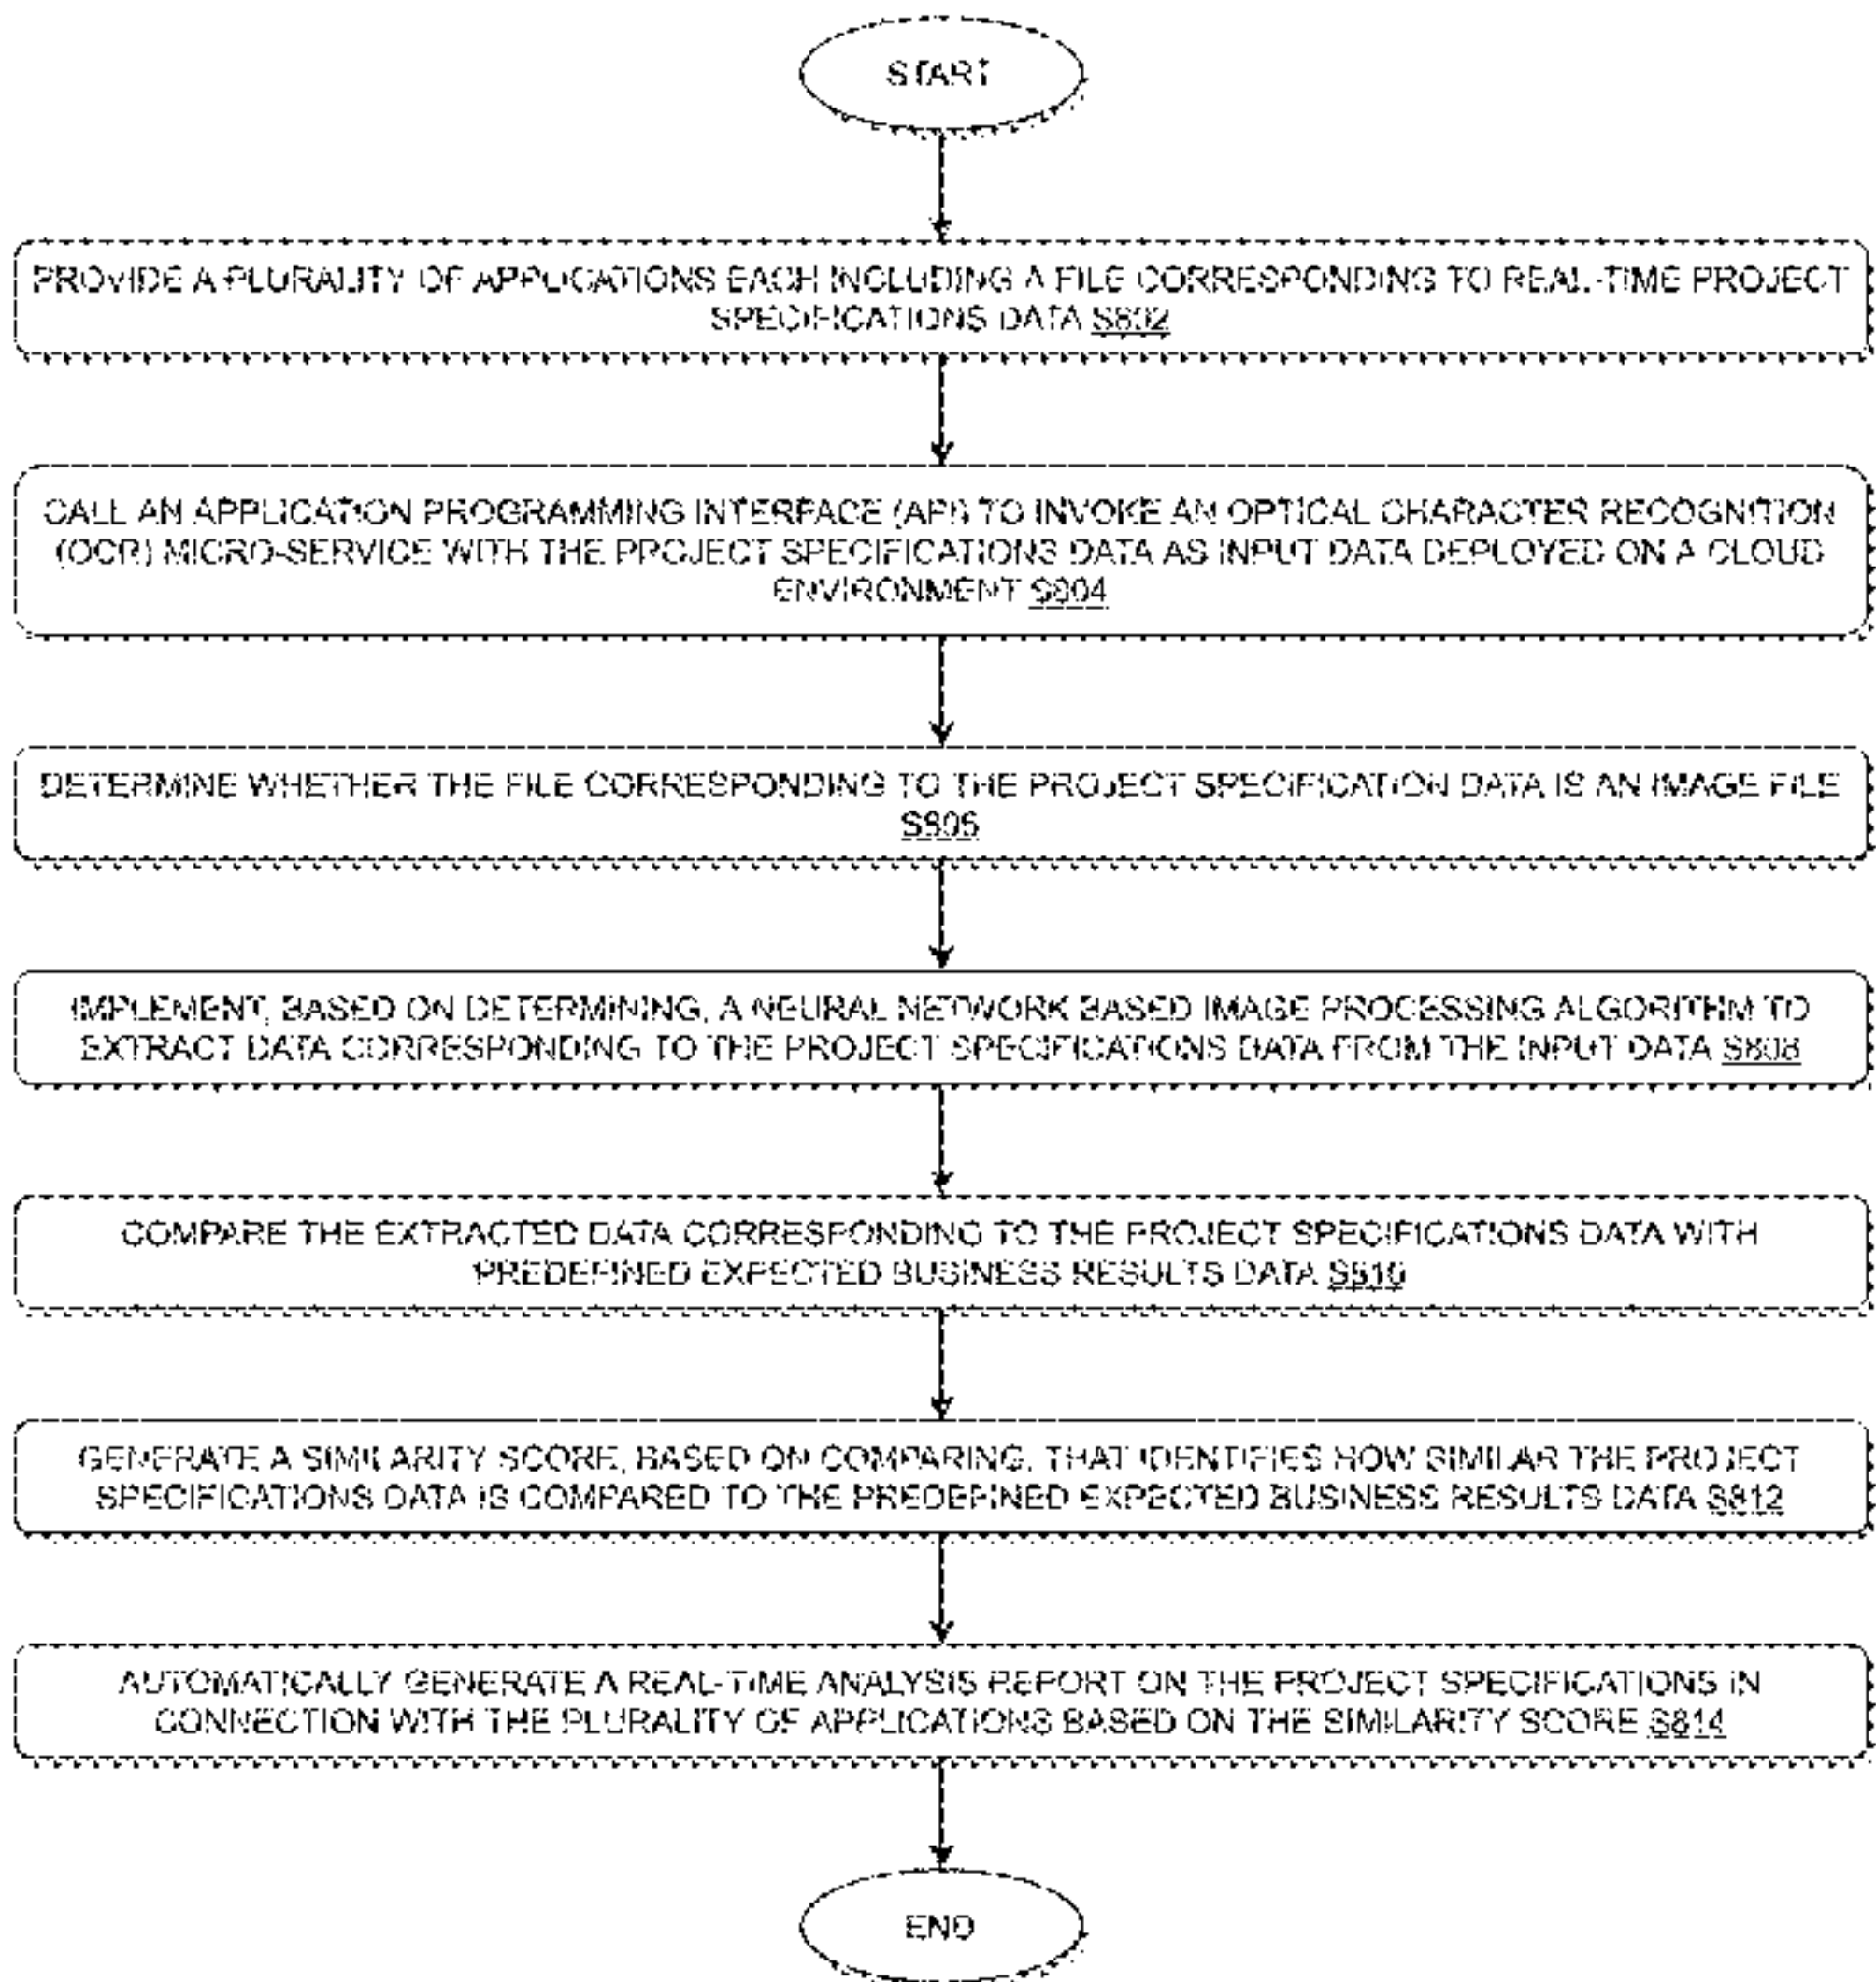 START
PROVIDE A PLURALITY OF APPLICATIONS EACH INCLUDING A FILE CORRESPONDING TO REAL-TIME PROJECT
SPECIFICATIONS DATA S802
CALL AN APPLICATION PROGRAMMING INTERFACE (API) TO INVOKE AN OPTICAL CHARACTER RECOGNITION
(OCR) MICRO-SERVICE WITH THE PROJECT SPECIFICATIONS DATA AS INPUT DATA DEPLOYED ON A CLOUD
ENVIRONMENT S804
DETERMINE WHETHER THE FILE CORRESPONDING TO THE PROJECT SPECIFICATION DATA IS AN IMAGE FILE
S806
IMPLEMENT, BASED ON DETERMINING, A NEURAL NETWORK BASED IMAGE PROCESSING ALGORITHM TO
EXTRACT DATA CORRESPONDING TO THE PROJECT SPECIFICATIONS DATA FROM THE INPUT DATA S808
COMPARE THE EXTRACTED DATA CORRESPONDING TO THE PROJECT SPECIFICATIONS DATA WITH
PREDEFINED EXPECTED BUSINESS RESULTS DATA S810
GENERATE A SIMILARITY SCORE, BASED ON COMPARING, THAT IDENTIFIES HOW SIMILAR THE PROJECT
SPECIFICATIONS DATA IS COMPARED TO THE PREDEFINED EXPECTED BUSINESS RESULTS DATA S812
AUTOMATICALLY GENERATE A REAL-TIME ANALYSIS REPORT ON THE PROJECT SPECIFICATIONS IN
CONNECTION WITH THE PLURALITY OF APPLICATIONS BASED ON THE SIMILARITY SCORE S814
END